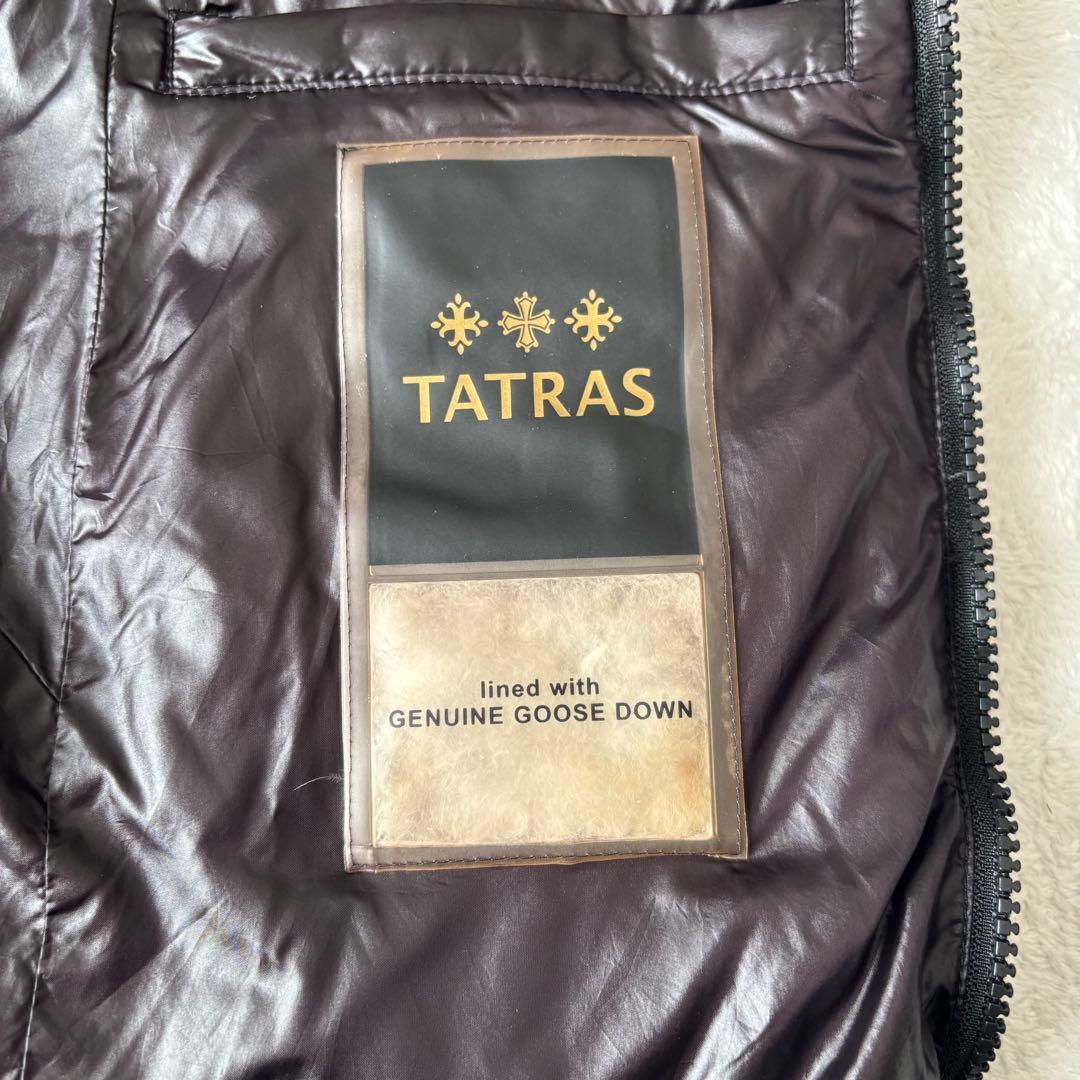 TATRAS
lined with
GENUINE GOOSE DOWN